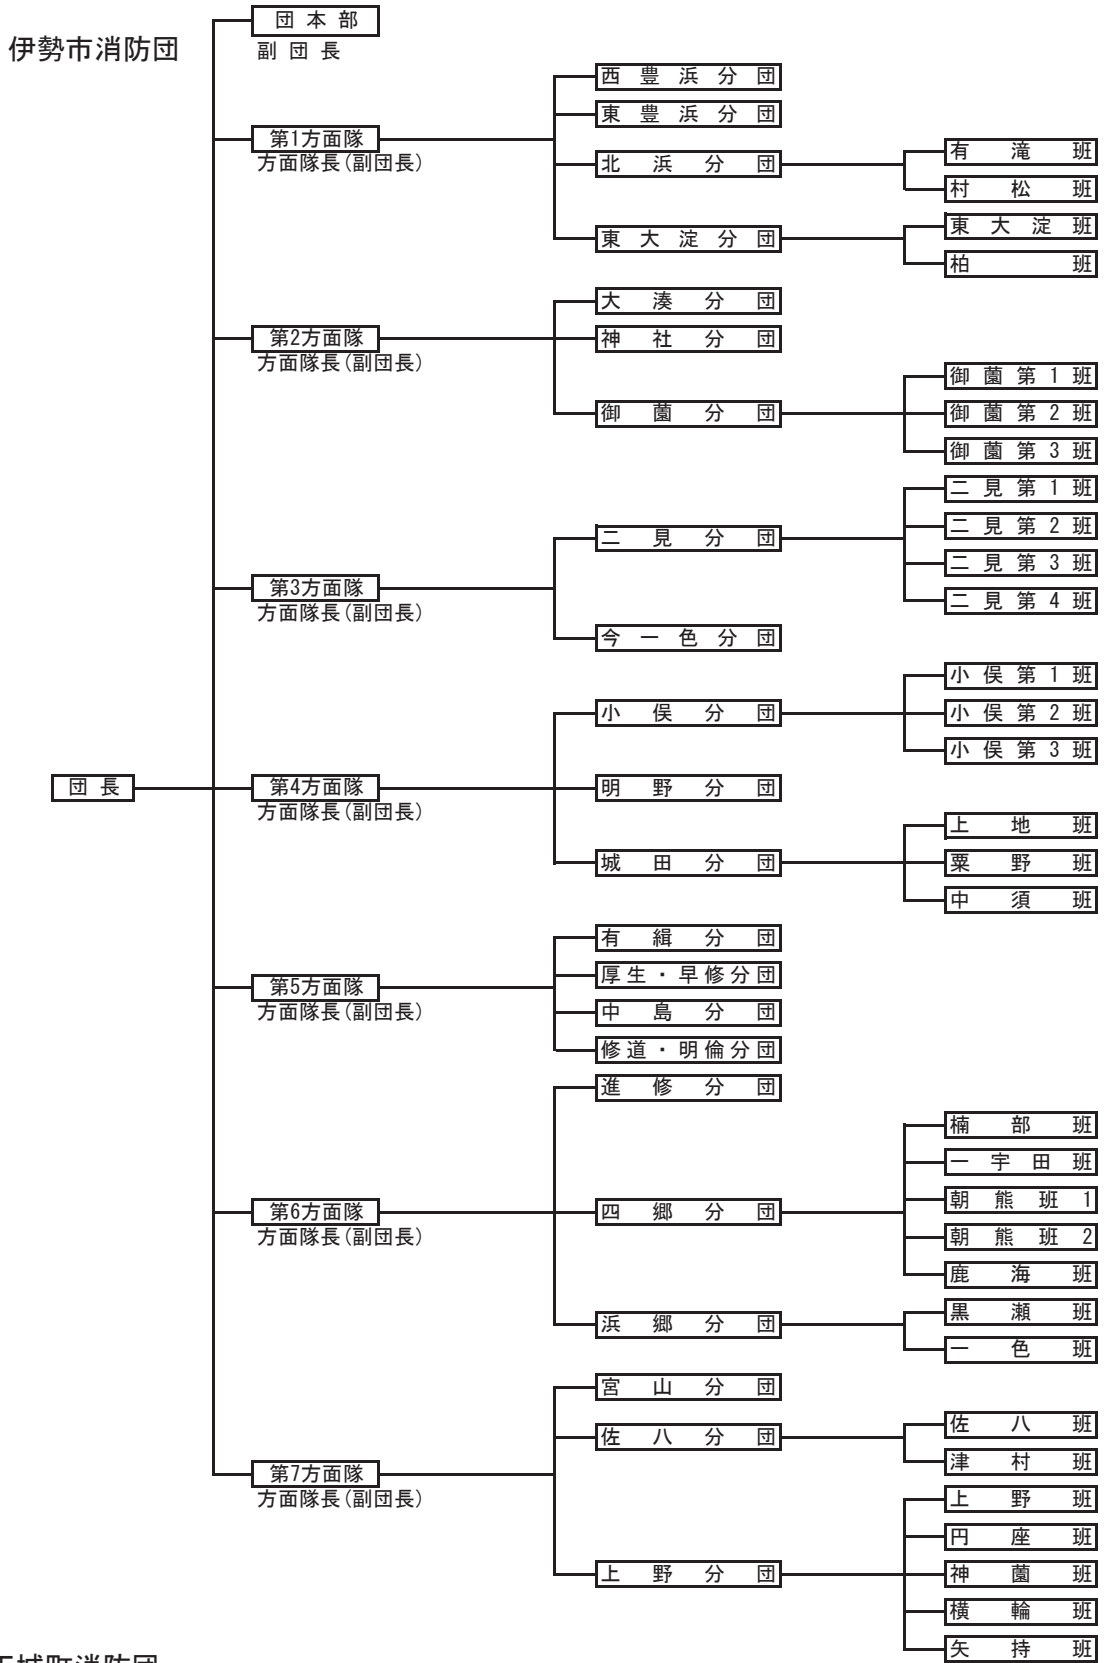 伊勢市消防団
団本部
副団長
西豊浜分団
東豊浜分団
第1方面隊
方面隊長(副団長)
北浜分団
有滝班
村松班
東大淀分団
東大淀班
柏班
大湊分団
第2方面隊
方面隊長(副団長)
神社分団
御薗分団
御薗第1班
御薗第2班
御薗第3班
二見分団
二見第1班
二見第2班
二見第3班
二見第4班
第3方面隊
方面隊長(副団長)
今一色分団
小俣分団
小俣第1班
小俣第2班
小俣第3班
団長
第4方面隊
方面隊長(副団長)
明野分団
城田分団
上地班
粟野班
中須班
有緝分団
第5方面隊
方面隊長(副団長)
厚生・早修分団
中島分団
修道・明倫分団
進修分団
第6方面隊
方面隊長(副団長)
四郷分団
楠部班
一宇田班
朝熊班1
朝熊班2
鹿海班
浜郷分団
黒瀬班
一色班
宮山分団
佐八分団
佐八班
津村班
第7方面隊
方面隊長(副団長)
上野分団
上野班
円座班
神薗班
横輪班
矢持班